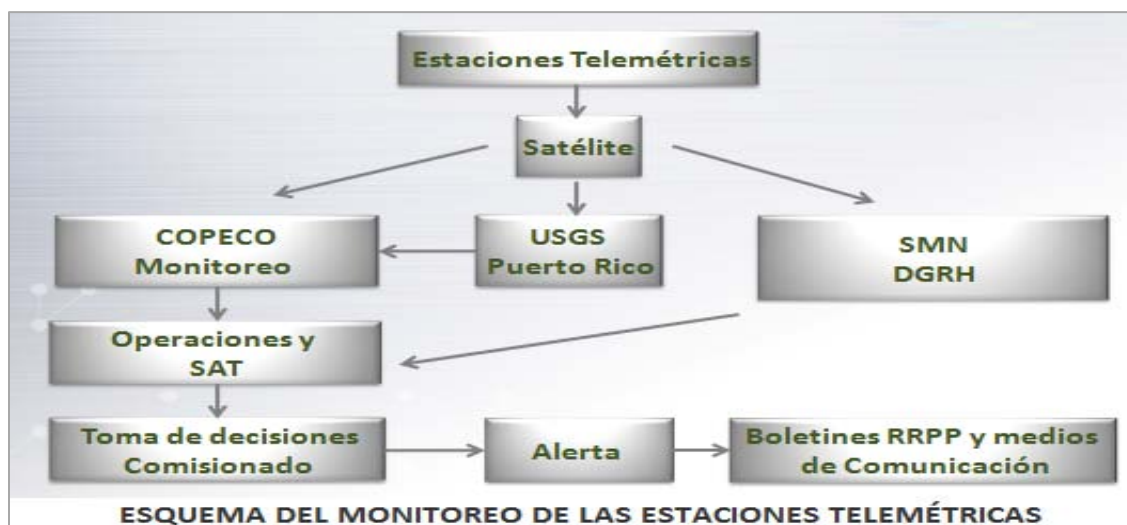 Estaciones Telemétricas
Satélite
COPECO
Monitoreo
USGS
Puerto Rico
SMN
DGRH
Operaciones y
SAT
Toma de decisiones
Comisionado
Alerta
Boletines RRPP y medios
de Comunicación
ESQUEMA DEL MONITOREO DE LAS ESTACIONES TELEMÉTRICAS